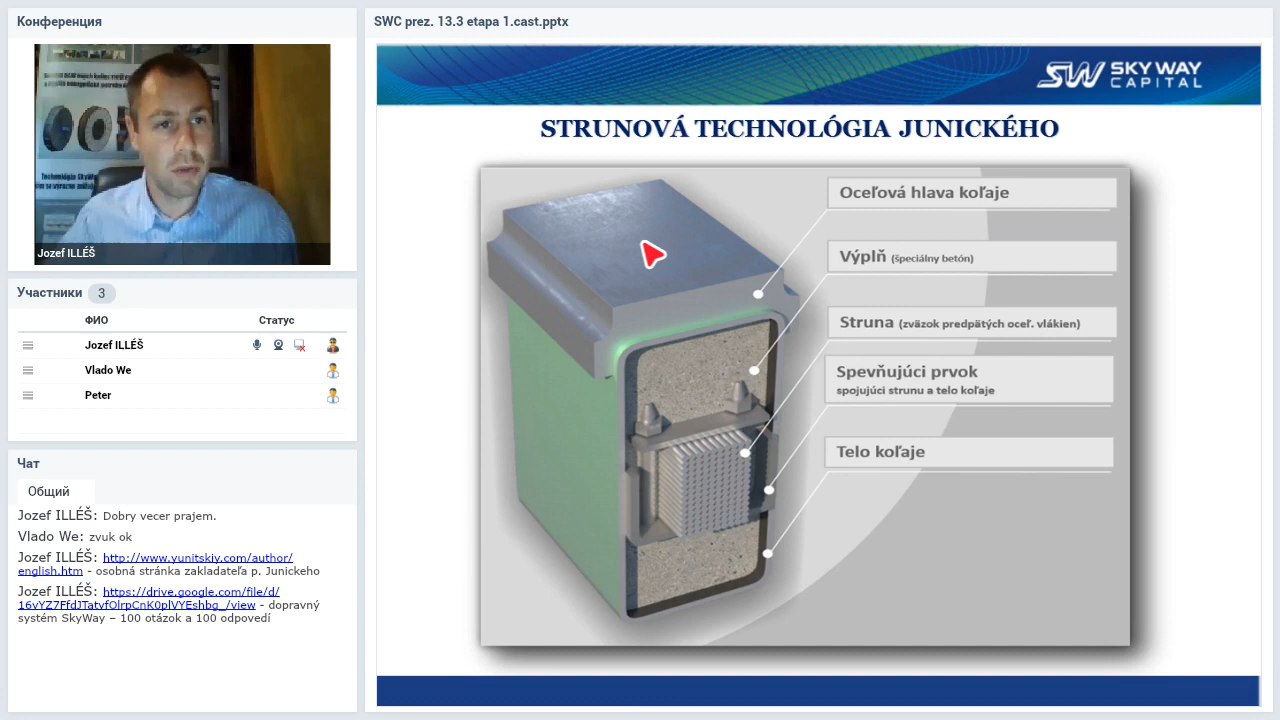 Конференция
Jozef ILLÉŠ
Участники 3
ФИО Статус
Jozef ILLÉŠ
Vlado We
Peter
Чат
Общий
Jozef ILLÉŠ: Dobry vecer prajem.
Vlado We: zvuk ok
Jozef ILLÉŠ: http://www.yunitskiy.com/author/
english.htm - osobná stránka zakladateľa p. Junickeho
Jozef ILLÉŠ: https://drive.google.com/file/d/
16vYZ7FfdJTatvfOlrpCnK0plVYEshbg_/view - dopravný
systém SkyWay – 100 otázok a 100 odpovedí
SWC prez. 13.3 etapa 1.cast.pptx
SW SKY WAY
CAPITAL
STRUNOVÁ TECHNOLÓGIA JUNICKÉHO
Oceľová hlava koľaje
Výplň (špeciálny betón)
Struna (zväzok predpätých oceľ. vlákien)
Spevňujúci prvok
spojujúci strunu a telo koľaje
Telo koľaje